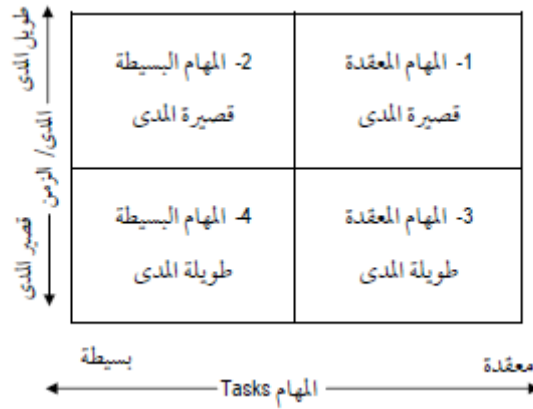 1- المهام المعقدة
قصيرة المدى
2- المهام البسيطة
قصيرة المدى
3- المهام المعقدة
طويلة المدى
4- المهام البسيطة
طويلة المدى
طويل المدى
المدى/ الزمن
قصير المدى
معقدة
بسيطة
المهام Tasks